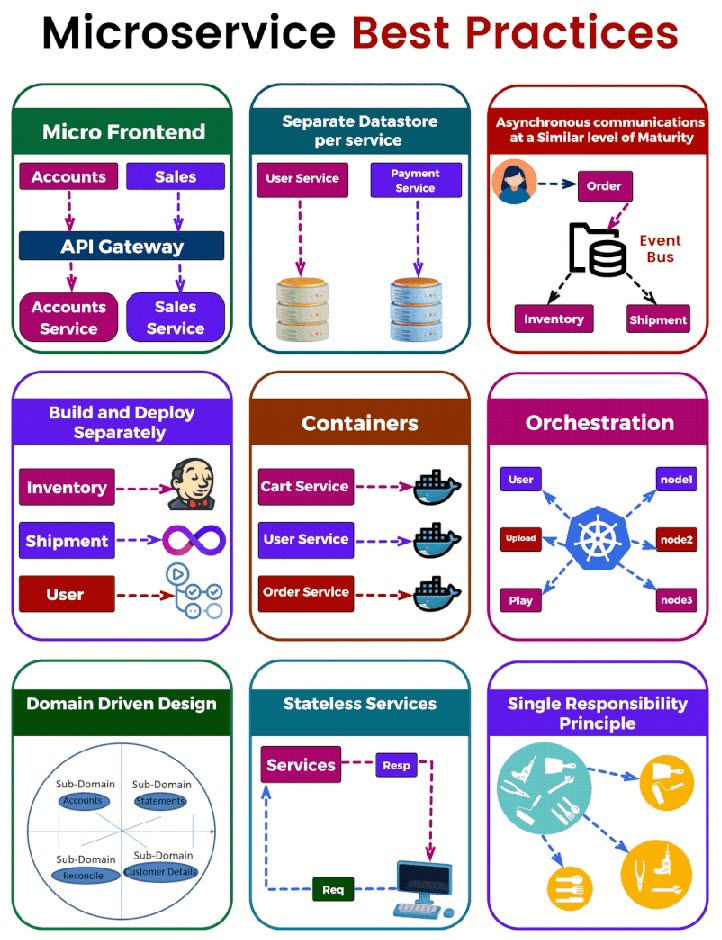 Microservice Best Practices
Micro Frontend
Accounts
Sales
API Gateway
Accounts
Service
Sales
Service
Separate Datastore
per service
User Service
Payment
Service
Asynchronous communications
at a Similar level of Maturity
Order
Event
Bus
Inventory
Shipment
Build and Deploy
Separately
Inventory
Shipment
User
Containers
Cart Service
User Service
Order Service
Orchestration
User
node1
Upload
node2
Play
node3
Domain Driven Design
Sub-Domain
Accounts
Sub-Domain
Statements
Sub-Domain
Reconcile
Sub-Domain
Customer Details
Stateless Services
Services
Resp
Req
Single Responsibility
Principle